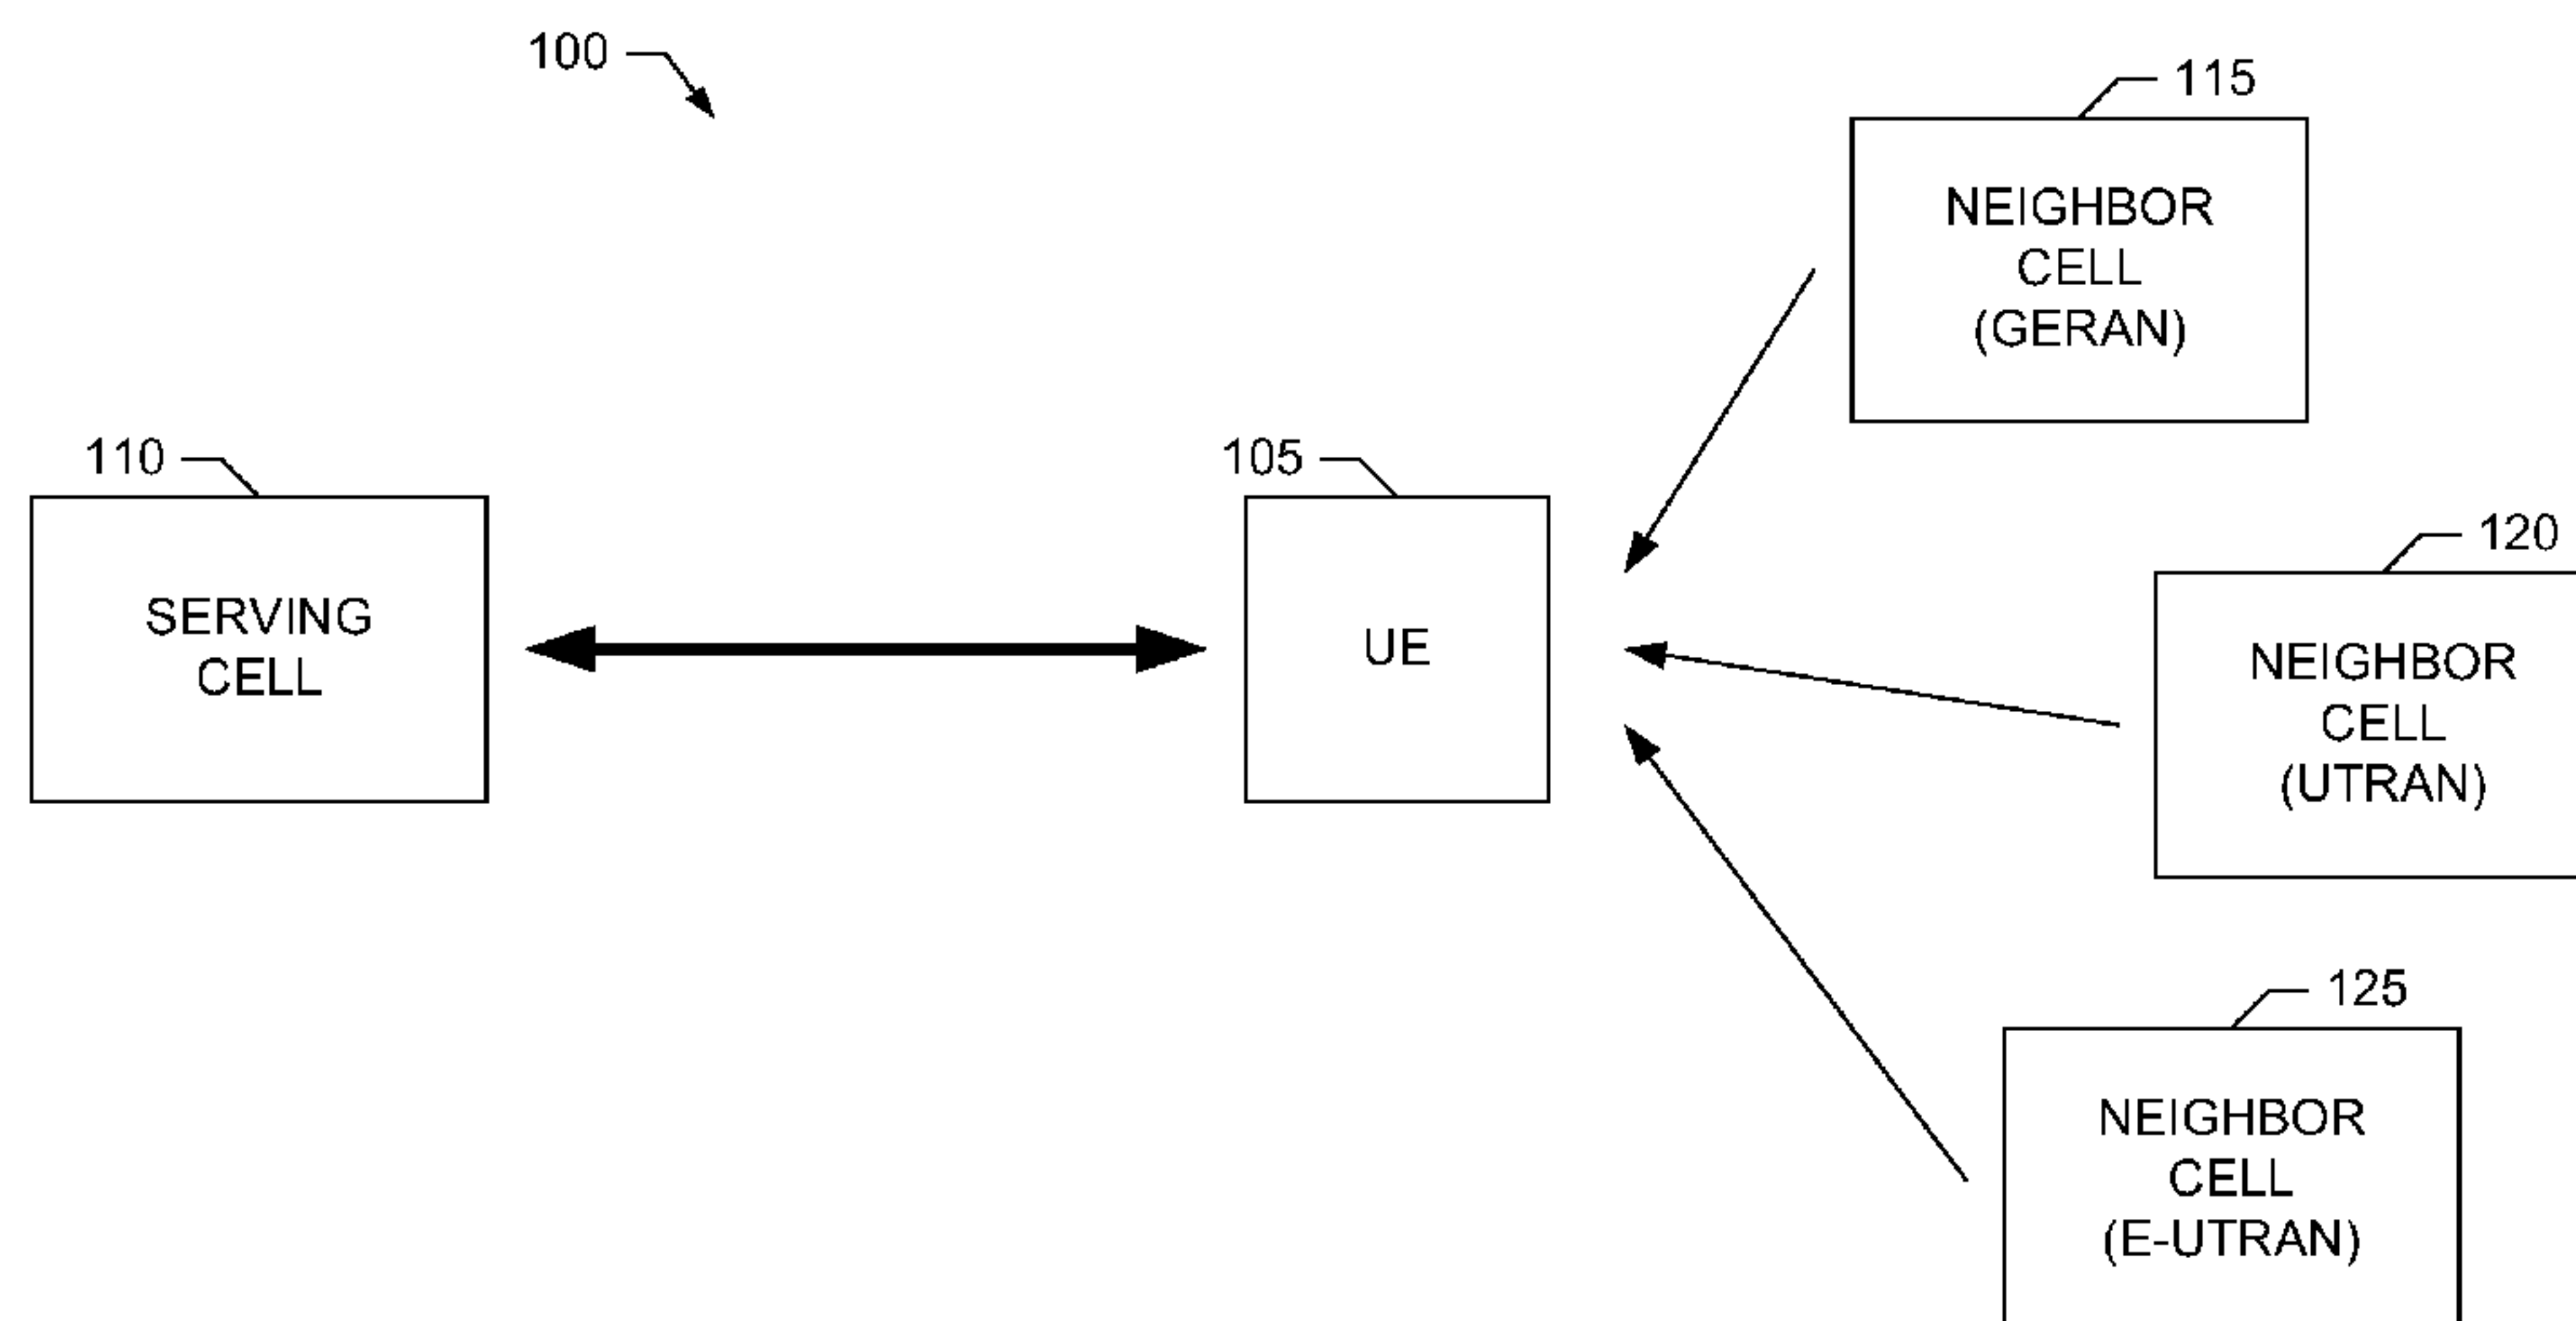 100
115
NEIGHBOR
CELL
(GERAN)
110
SERVING
CELL
105
UE
120
NEIGHBOR
CELL
(UTRAN)
125
NEIGHBOR
CELL
(E-UTRAN)